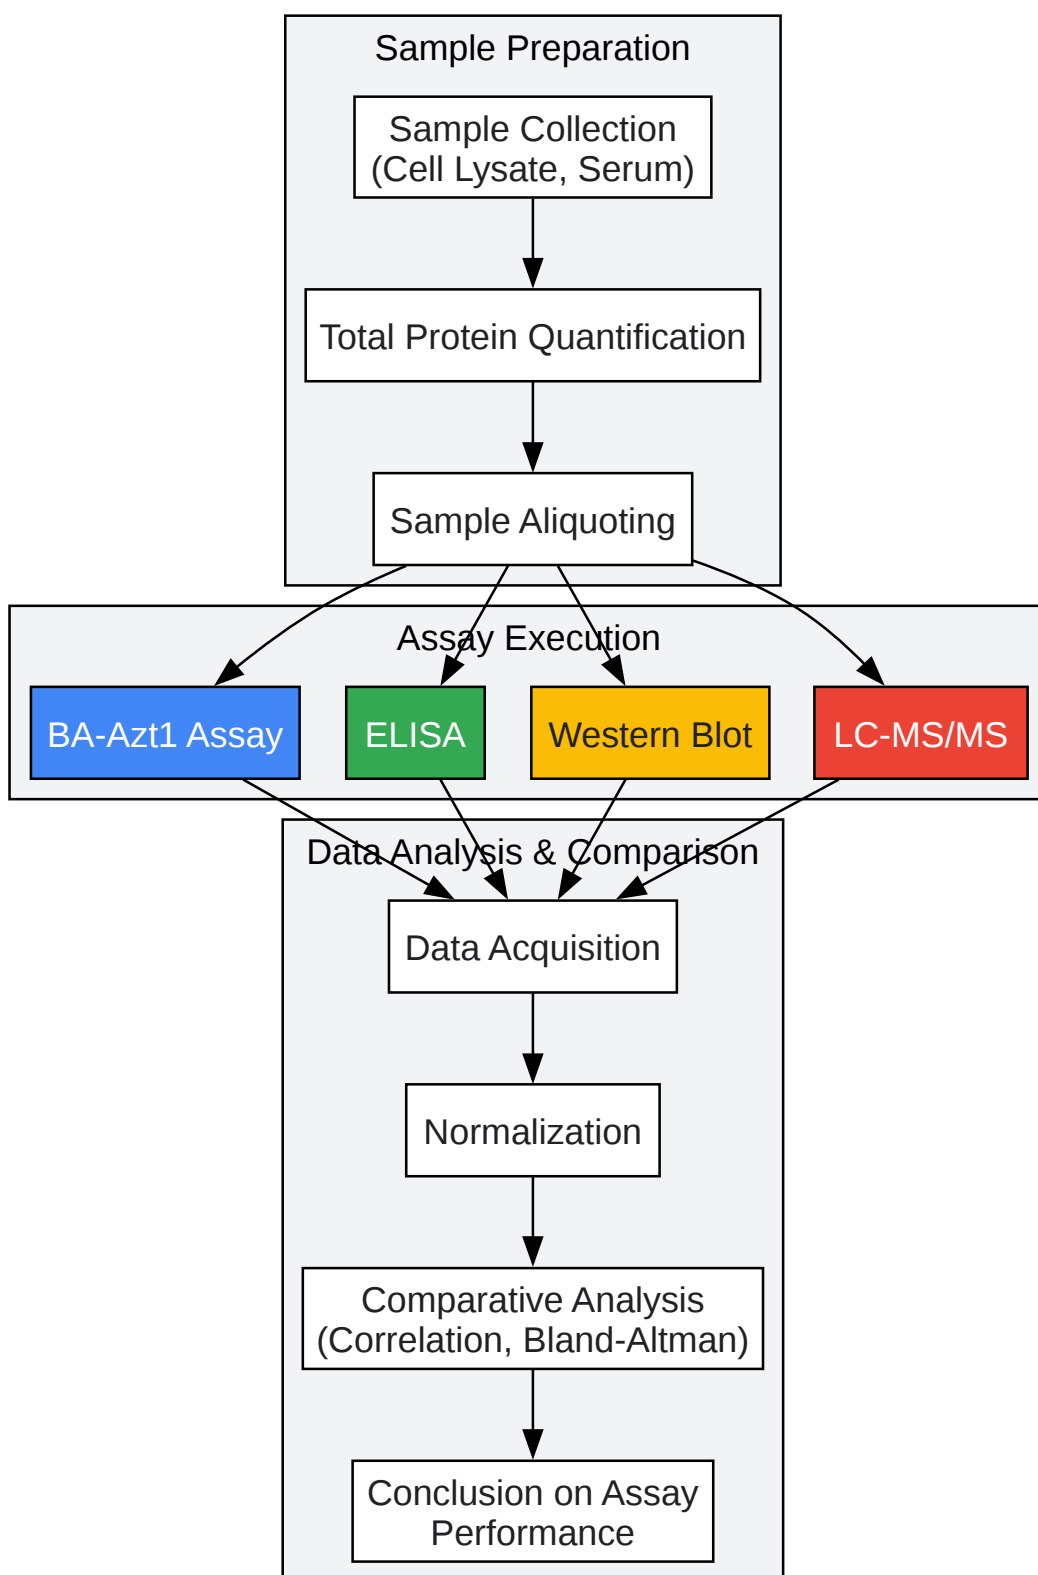 Sample Preparation
Sample Collection
(Cell Lysate, Serum)
Total Protein Quantification
Sample Aliquoting
Assay Execution
BA-Azt1 Assay
ELISA
Western Blot
LC-MS/MS
Data Analysis & Comparison
Data Acquisition
Normalization
Comparative Analysis
(Correlation, Bland-Altman)
Conclusion on Assay
Performance